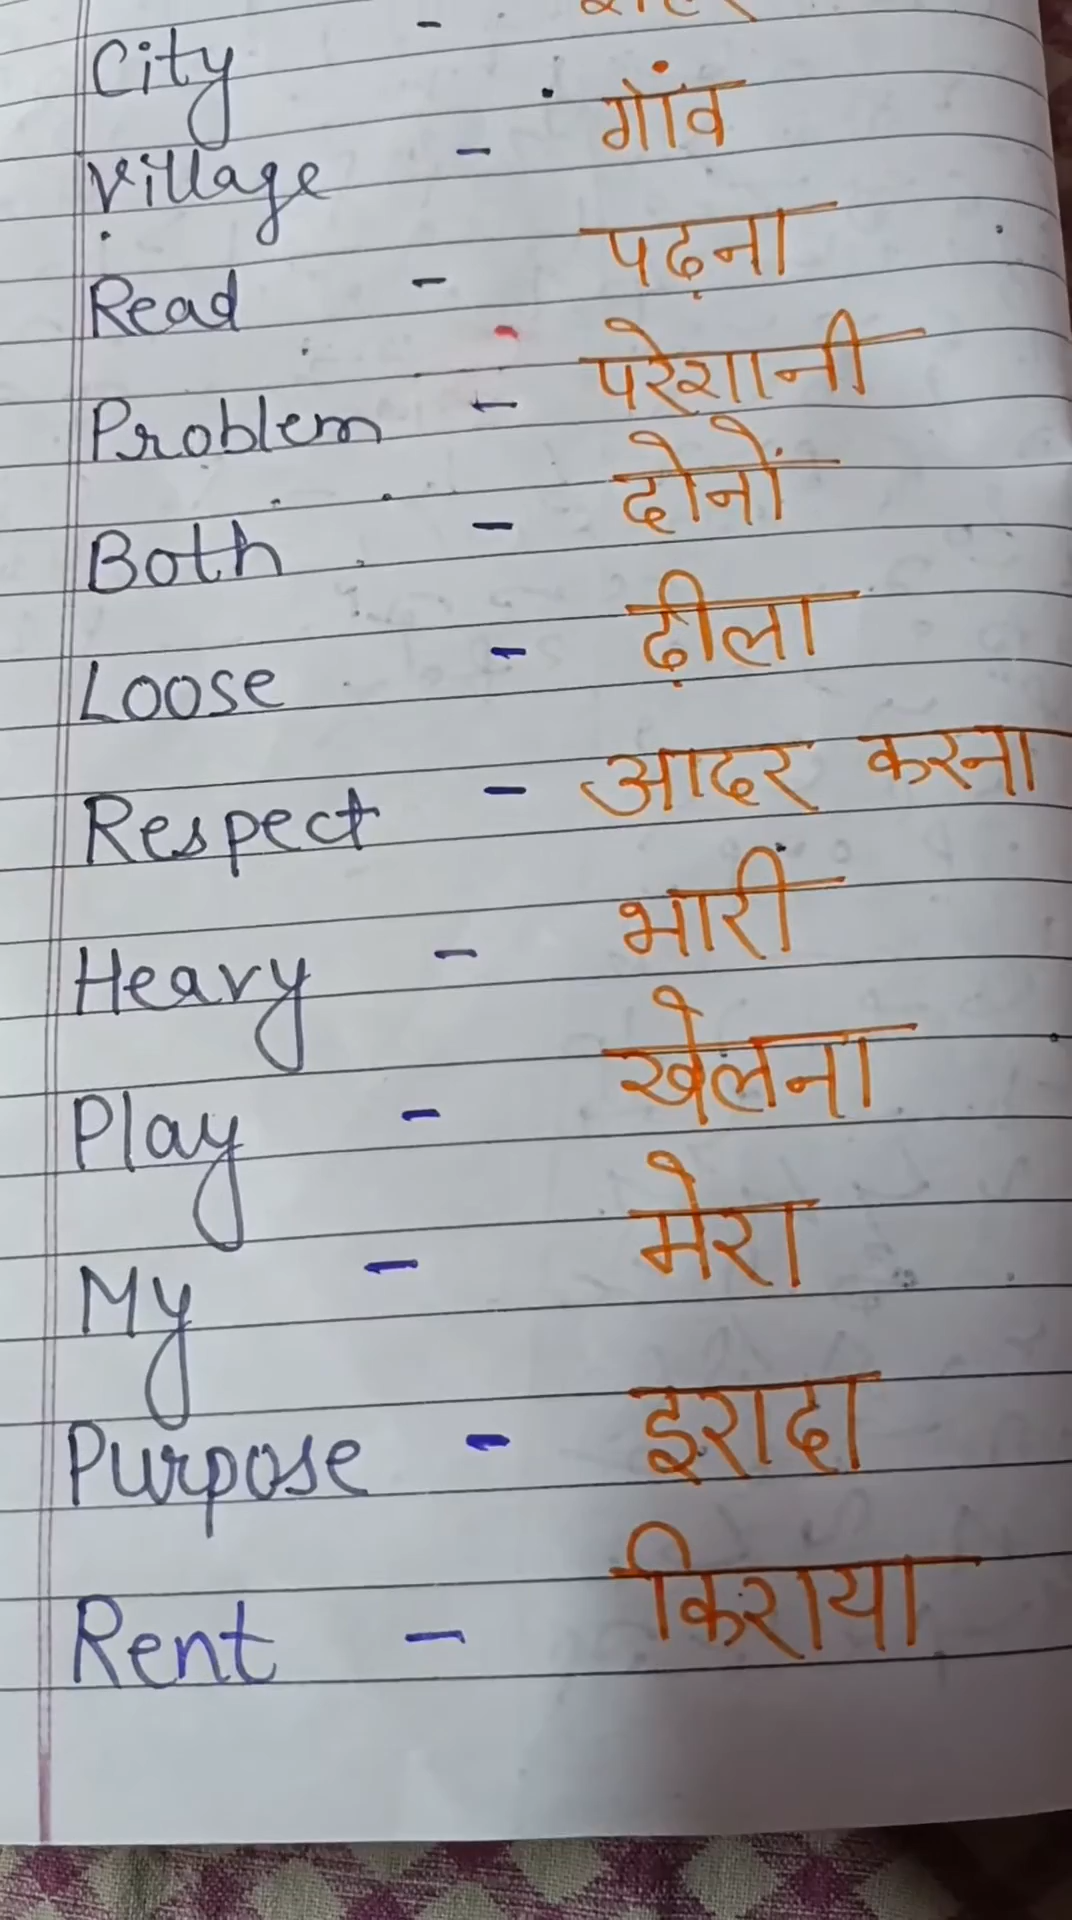 City -
Village - गांव
Read - पढ़ना
Problem - परेशानी
Both - दोनों
Loose - ढ़ीला
Respect - आदर करना
Heavy - भारी
Play - खेलना
My - मेरा
Purpose - इरादा
Rent - किराया